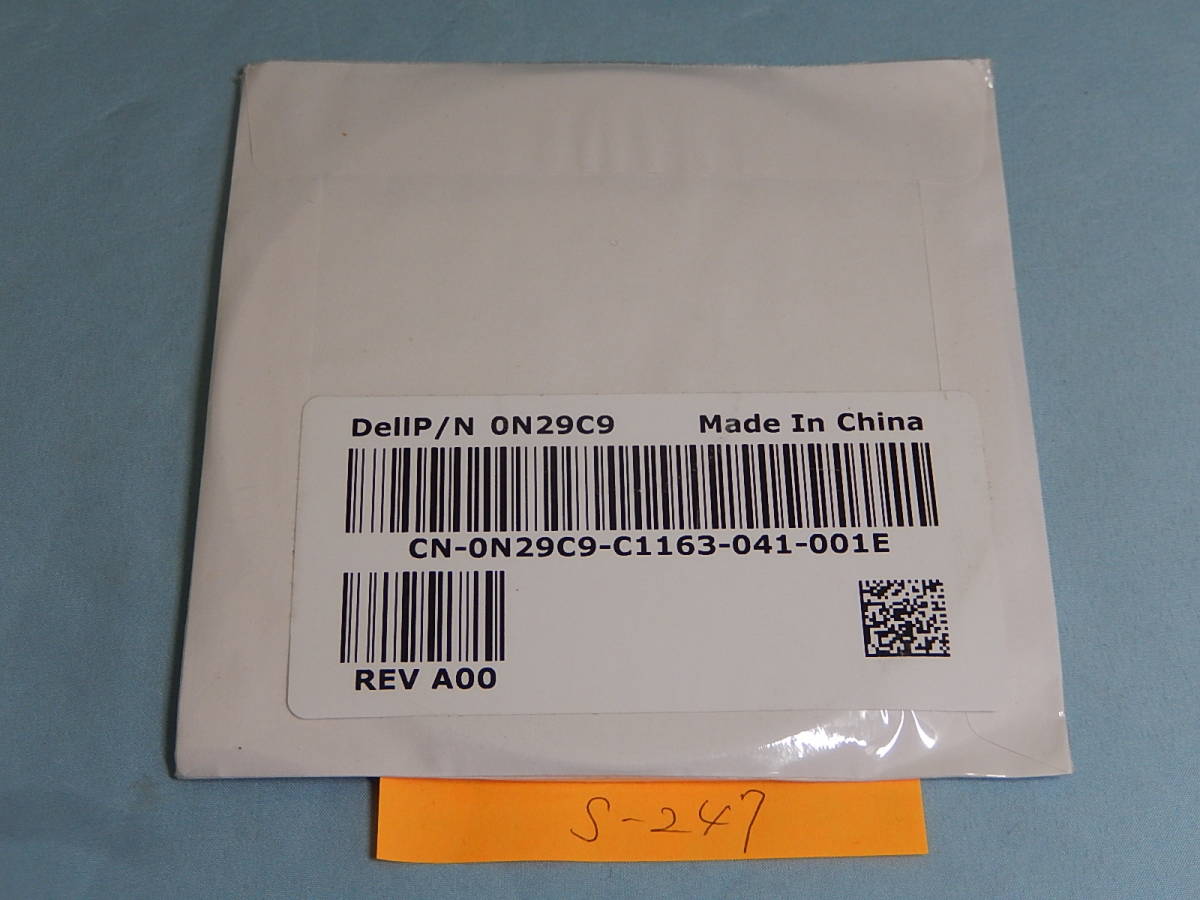 DellP/N 0N29C9 Made In China
CN-0N29C9-C1163-041-001E
REV A00
S-247